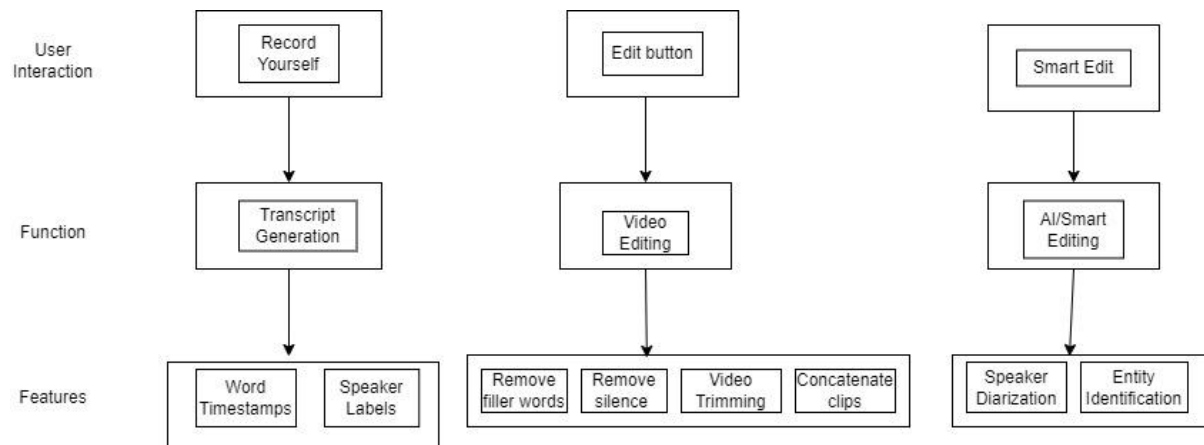 User
Interaction
Record
Yourself
Edit button
Smart Edit
Function
Transcript
Generation
Video
Editing
AI/Smart
Editing
Features
Word
Timestamps
Speaker
Labels
Remove
filler words
Remove
silence
Video
Trimming
Concatenate
clips
Speaker
Diarization
Entity
Identification